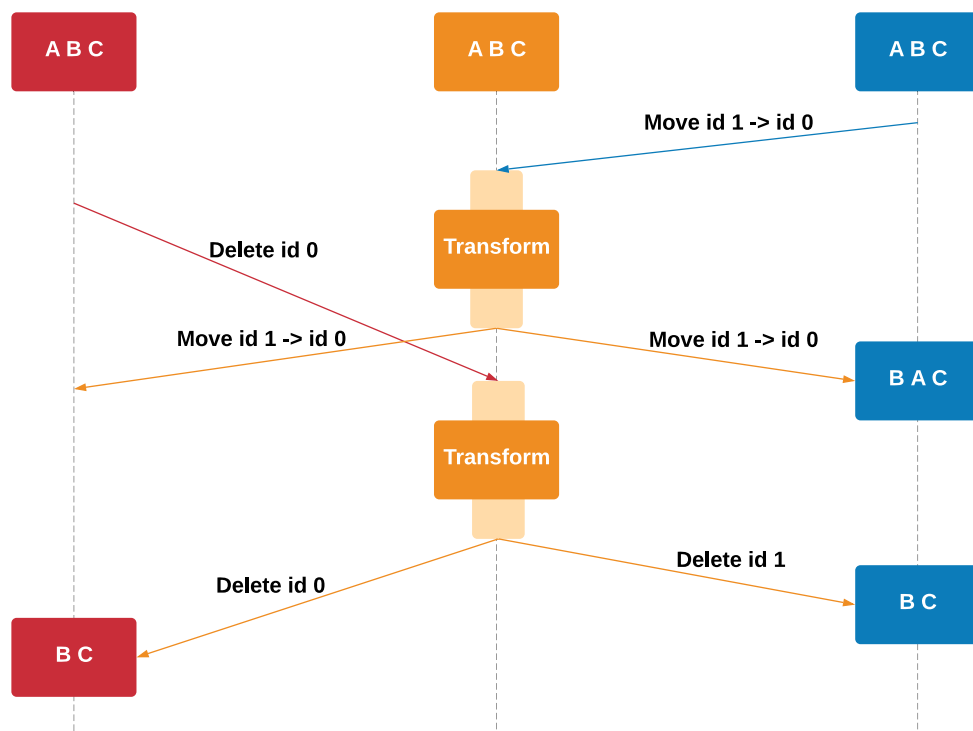 A B C
A B C
A B C
Move id 1 -> id 0
Transform
Delete id 0
Move id 1 -> id 0
Move id 1 -> id 0
B A C
Transform
Delete id 1
Delete id 0
B C
B C